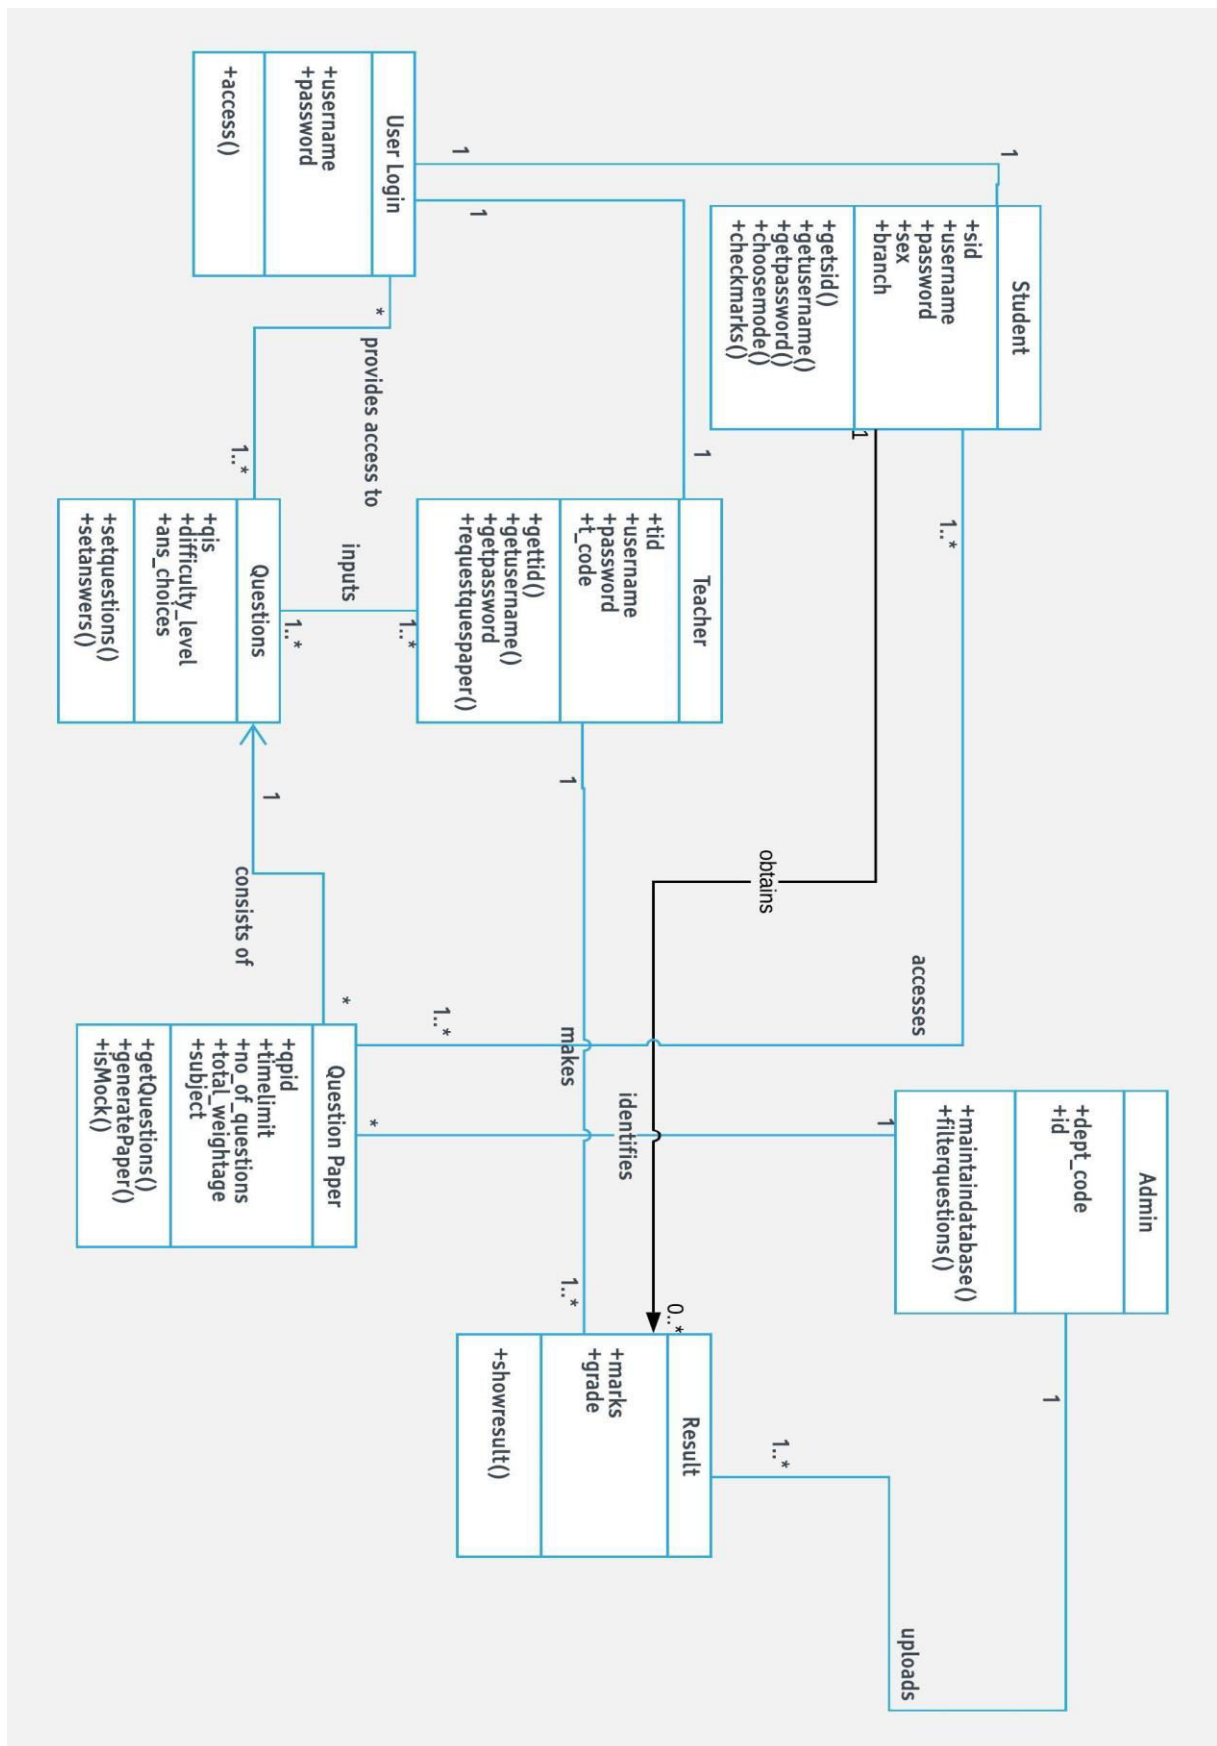 Student
+sid
+username
+password
+sex
+branch
+getsid()
+getusername()
+getpassword()
+choosemode()
+checkmarks()
1
1
1
1..*
obtains
accesses
User Login
+username
+password
+access()
1
*
provides access to
1..*
1
Teacher
+tid
+username
+password
+t_code
+gettid()
+getusername()
+getpassword
+requestquespaper()
1..*
inputs
1..*
1
makes
1..*
Questions
+qis
+difficulty_level
+ans_choices
+setquestions()
+setanswers()
1
consists of
*
1..*
Question Paper
+qpid
+timelimit
+no_of_questions
+total_weightage
+subject
+getQuestions()
+generatePaper()
+isMock()
*
identifies
1
Admin
+dept_code
+id
+maintaindatabase()
+filterquestions()
1
uploads
1..*
0..*
Result
+marks
+grade
+showresult()